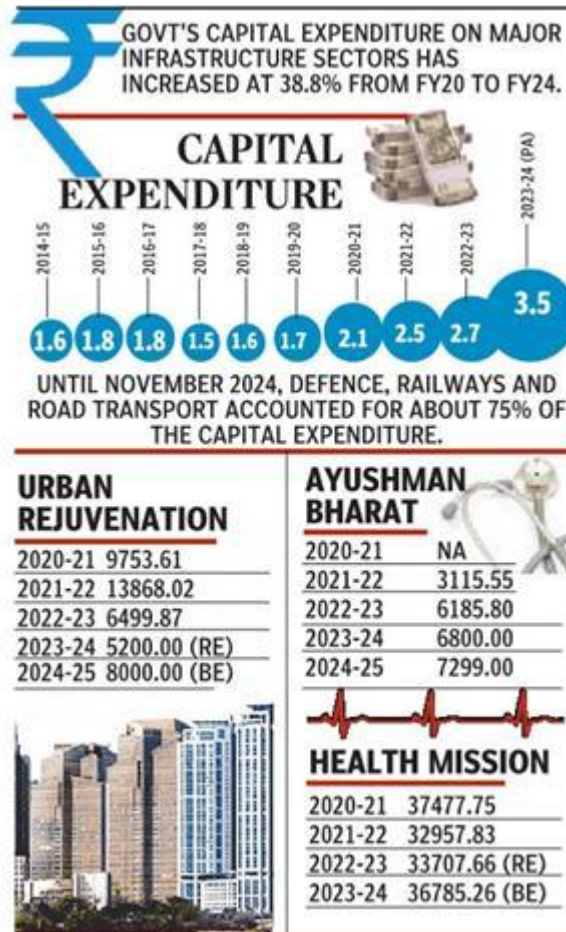 ₹
GOVT'S CAPITAL EXPENDITURE ON MAJOR
INFRASTRUCTURE SECTORS HAS
INCREASED AT 38.8% FROM FY20 TO FY24.
CAPITAL
EXPENDITURE
2014-15 2015-16 2016-17 2017-18 2018-19 2019-20 2020-21 2021-22 2022-23 2023-24 (PA)
1.6 1.8 1.8 1.5 1.6 1.7 2.1 2.5 2.7 3.5
UNTIL NOVEMBER 2024, DEFENCE, RAILWAYS AND
ROAD TRANSPORT ACCOUNTED FOR ABOUT 75% OF
THE CAPITAL EXPENDITURE.
URBAN
REJUVENATION
2020-21 9753.61
2021-22 13868.02
2022-23 6499.87
2023-24 5200.00 (RE)
2024-25 8000.00 (BE)
AYUSHMAN
BHARAT
2020-21 NA
2021-22 3115.55
2022-23 6185.80
2023-24 6800.00
2024-25 7299.00
HEALTH MISSION
2020-21 37477.75
2021-22 32957.83
2022-23 33707.66 (RE)
2023-24 36785.26 (BE)